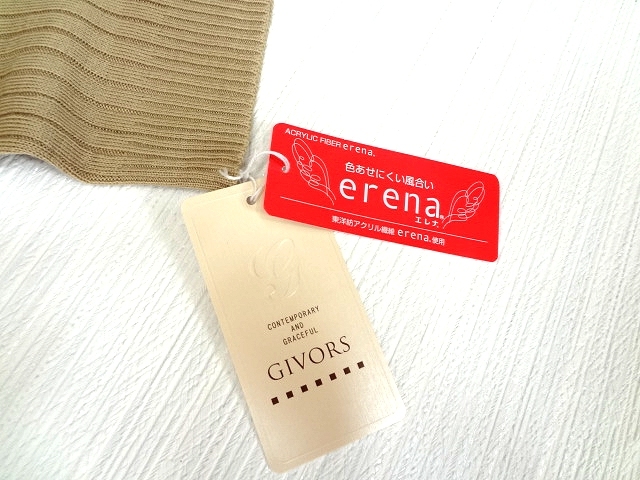 ACRYLIC FIBER erena®
色あせにくい風合い
erena®
エレナ
東洋紡アクリル繊維 erena®使用
G
CONTEMPORARY
AND
GRACEFUL
GIVORS